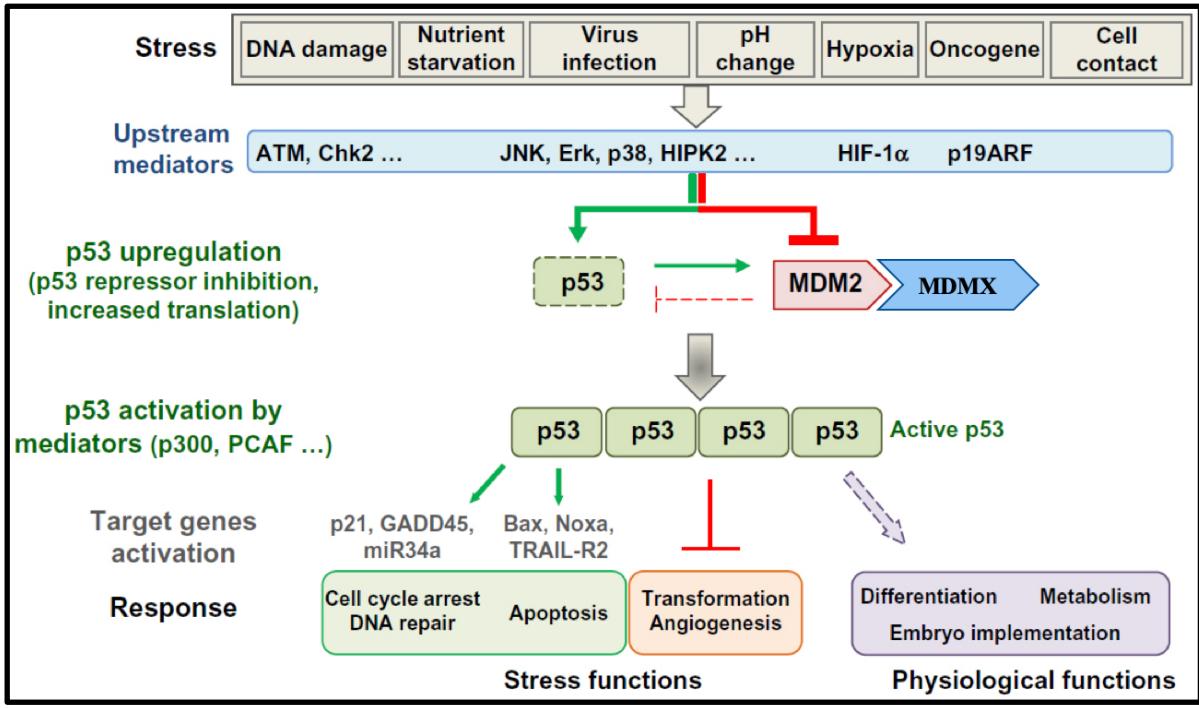 Stress
DNA damage
Nutrient
starvation
Virus
infection
pH
change
Hypoxia
Oncogene
Cell
contact
Upstream
mediators
ATM, Chk2 ...
JNK, Erk, p38, HIPK2 ...
HIF-1α
p19ARF
p53 upregulation
(p53 repressor inhibition,
increased translation)
p53
MDM2
MDMX
p53 activation by
mediators (p300, PCAF ...)
p53
p53
p53
p53
Active p53
Target genes
activation
p21, GADD45,
miR34a
Bax, Noxa,
TRAIL-R2
Response
Cell cycle arrest
DNA repair
Apoptosis
Transformation
Angiogenesis
Differentiation
Metabolism
Embryo implementation
Stress functions
Physiological functions